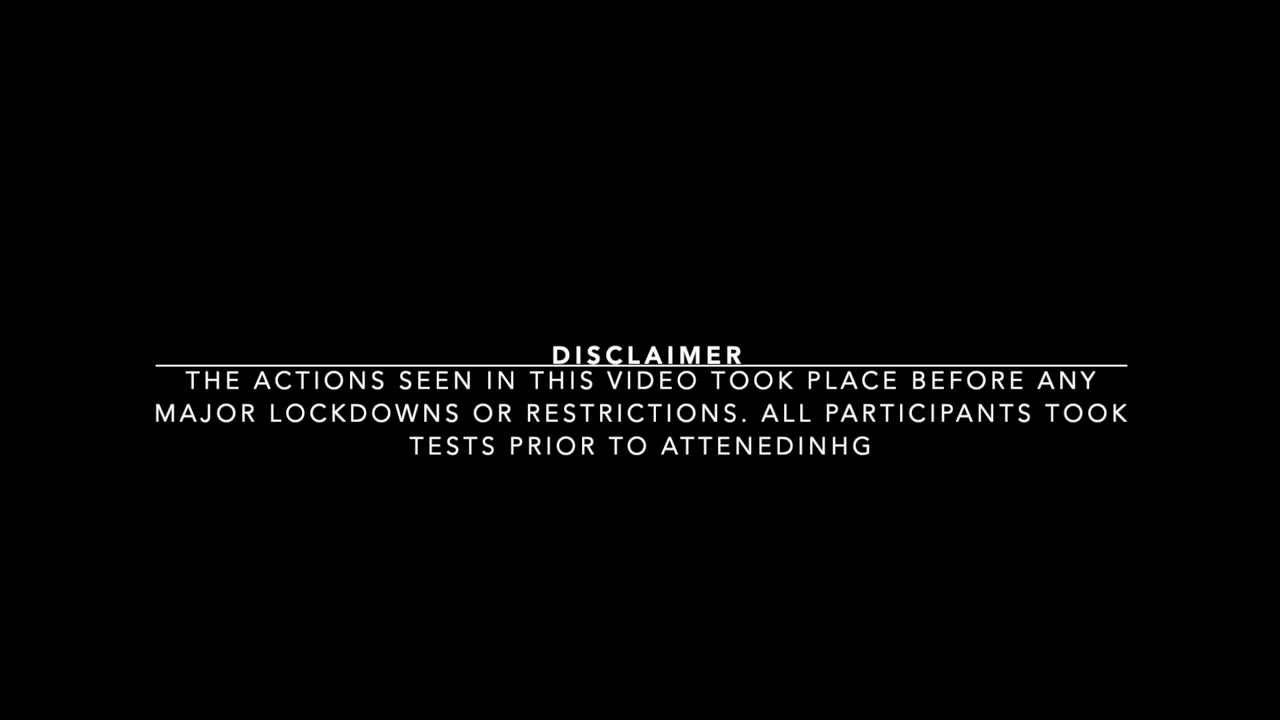 DISCLAIMER
THE ACTIONS SEEN IN THIS VIDEO TOOK PLACE BEFORE ANY
MAJOR LOCKDOWNS OR RESTRICTIONS. ALL PARTICIPANTS TOOK
TESTS PRIOR TO ATTENEDINHG